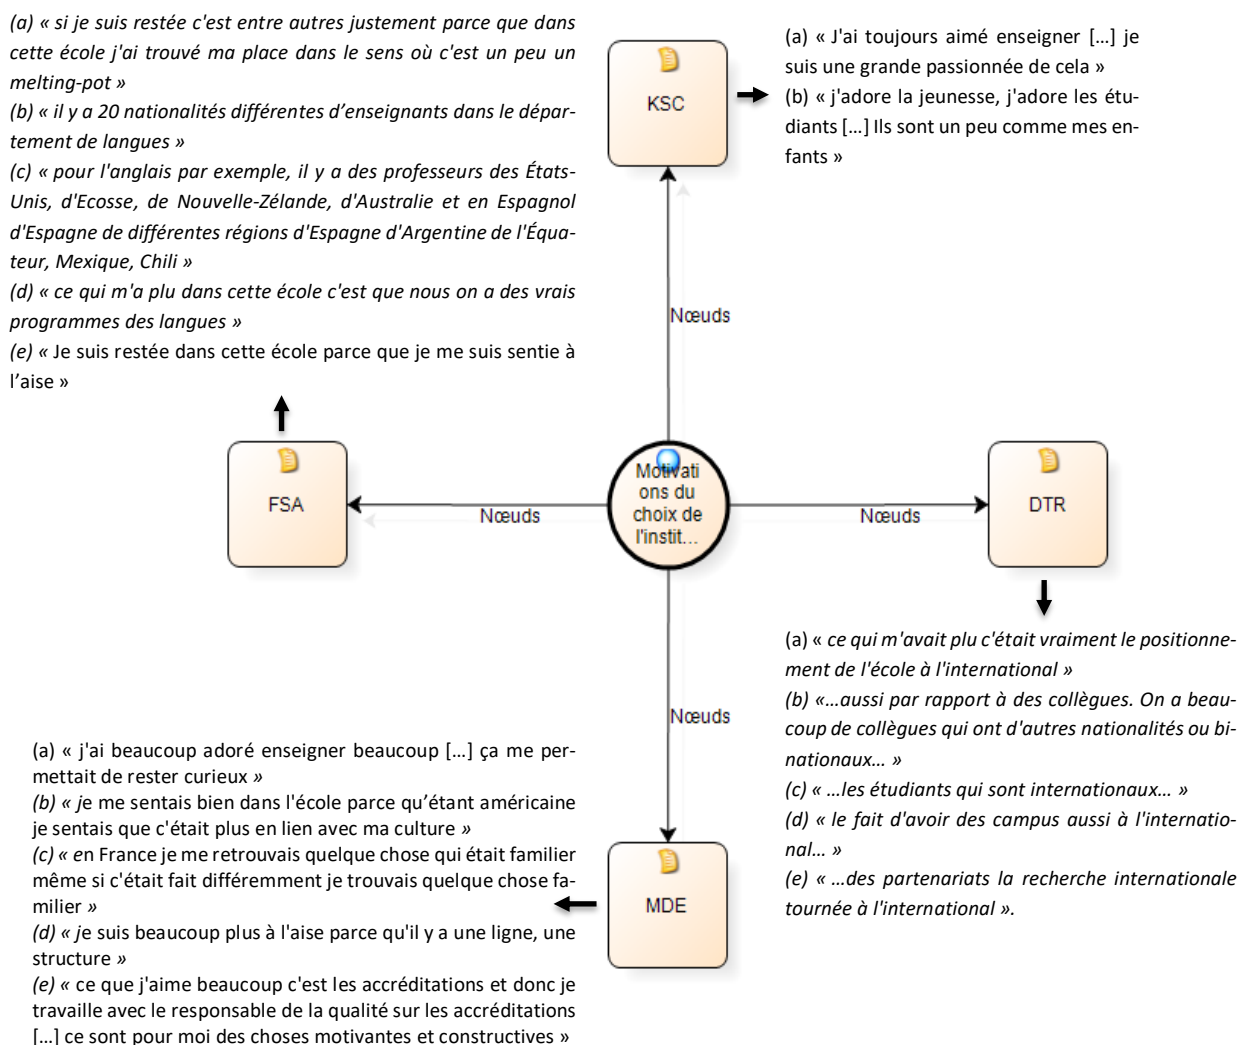 (a) « si je suis restée c'est entre autres justement parce que dans
cette école j'ai trouvé ma place dans le sens où c'est un peu un
melting-pot »
(b) « il y a 20 nationalités différentes d’enseignants dans le dépar-
tement de langues »
(c) « pour l'anglais par exemple, il y a des professeurs des États-
Unis, d'Ecosse, de Nouvelle-Zélande, d'Australie et en Espagnol
d'Espagne de différentes régions d'Espagne d'Argentine de l'Équa-
teur, Mexique, Chili »
(d) « ce qui m'a plu dans cette école c'est que nous on a des vrais
programmes des langues »
(e) « Je suis restée dans cette école parce que je me suis sentie à
l’aise »
KSC
(a) « J'ai toujours aimé enseigner […] je
suis une grande passionnée de cela »
(b) « j'adore la jeunesse, j'adore les étu-
diants […] Ils sont un peu comme mes en-
fants »
Nœuds
FSA
Nœuds
Motivati
ons du
choix de
l'instit...
Nœuds
DTR
Nœuds
(a) « ce qui m'avait plu c'était vraiment le positionne-
ment de l'école à l'international »
(b) «…aussi par rapport à des collègues. On a beau-
coup de collègues qui ont d'autres nationalités ou bi-
nationaux… »
(c) « …les étudiants qui sont internationaux… »
(d) « le fait d'avoir des campus aussi à l'internatio-
nal… »
(e) « …des partenariats la recherche internationale
tournée à l'international ».
(a) « j'ai beaucoup adoré enseigner beaucoup […] ça me per-
mettait de rester curieux »
(b) « je me sentais bien dans l'école parce qu’étant américaine
je sentais que c'était plus en lien avec ma culture »
(c) « en France je me retrouvais quelque chose qui était familier
même si c'était fait différemment je trouvais quelque chose fa-
milier »
(d) « je suis beaucoup plus à l'aise parce qu'il y a une ligne, une
structure »
(e) « ce que j'aime beaucoup c'est les accréditations et donc je
travaille avec le responsable de la qualité sur les accréditations
[…] ce sont pour moi des choses motivantes et constructives »
MDE